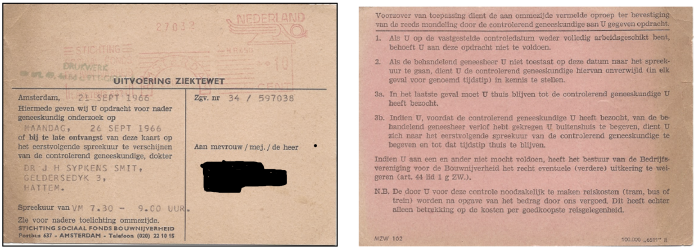 27033
NEDERLAND
STICHTING
DRUKWERK
UITVOERING ZIEKTEWET
Amsterdam, 21 SEPT 1966
Hiermede geven wij U opdracht voor nader
geneeskundig onderzoek op
MAANDAG, 26 SEPT 1966
of bij te late ontvangst van deze kaart op
het eerstvolgende spreekuur te verschijnen
van de controlerend geneeskundige, dokter
DR J H SYPKENS SMIT,
GELDERSEDYK 3,
HATTEM.
Spreekuur van VM 7.30 - 9.00 UUR.
Zie voor nadere toelichting ommezijde.
STICHTING SOCIAAL FONDS BOUWNIJVERHEID
Postbus 637 - AMSTERDAM - Telefoon (020) 22 10 15
Zgv. nr 34 / 597038
Aan mevrouw / mej. / de heer
Voorzover van toepassing dient de aan ommezijde vermelde oproep ter bevestiging
van de reeds mondeling door de controlerend geneeskundige aan U gegeven opdracht.
1. Als U op de vastgestelde controledatum weder volledig arbeidsgeschikt bent,
behoeft U aan deze opdracht niet te voldoen.
2. Als de behandelend geneesheer U niet toestaat op deze datum naar het spreek-
uur te gaan, dient U de controlerend geneeskundige hiervan onverwijld (in elk
geval voor genoemd tijdstip) in kennis te stellen.
3a. In het laatste geval moet U thuis blijven tot de controlerend geneeskundige U
heeft bezocht.
3b. Indien U, voordat de controlerend geneeskundige U heeft bezocht, van de be-
handelend geneesheer verlof hebt gekregen U buitenshuis te begeven, dient U
zich naar het eerstvolgende spreekuur van de controlerend geneeskundige te
begeven en tot dat tijdstip thuis te blijven.
Indien U aan een en ander niet mocht voldoen, heeft het bestuur van de Bedrijfs-
vereniging voor de Bouwnijverheid het recht eventuele (verdere) uitkering te wei-
geren (art. 44 lid 1 g ZW.).
N.B. De door U voor deze controle noodzakelijk te maken reiskosten (tram, bus of
trein) worden na opgave van het bedrag door ons vergoed. Dit heeft echter
alleen betrekking op de kosten per goedkoopste reisgelegenheid.
MZW 102